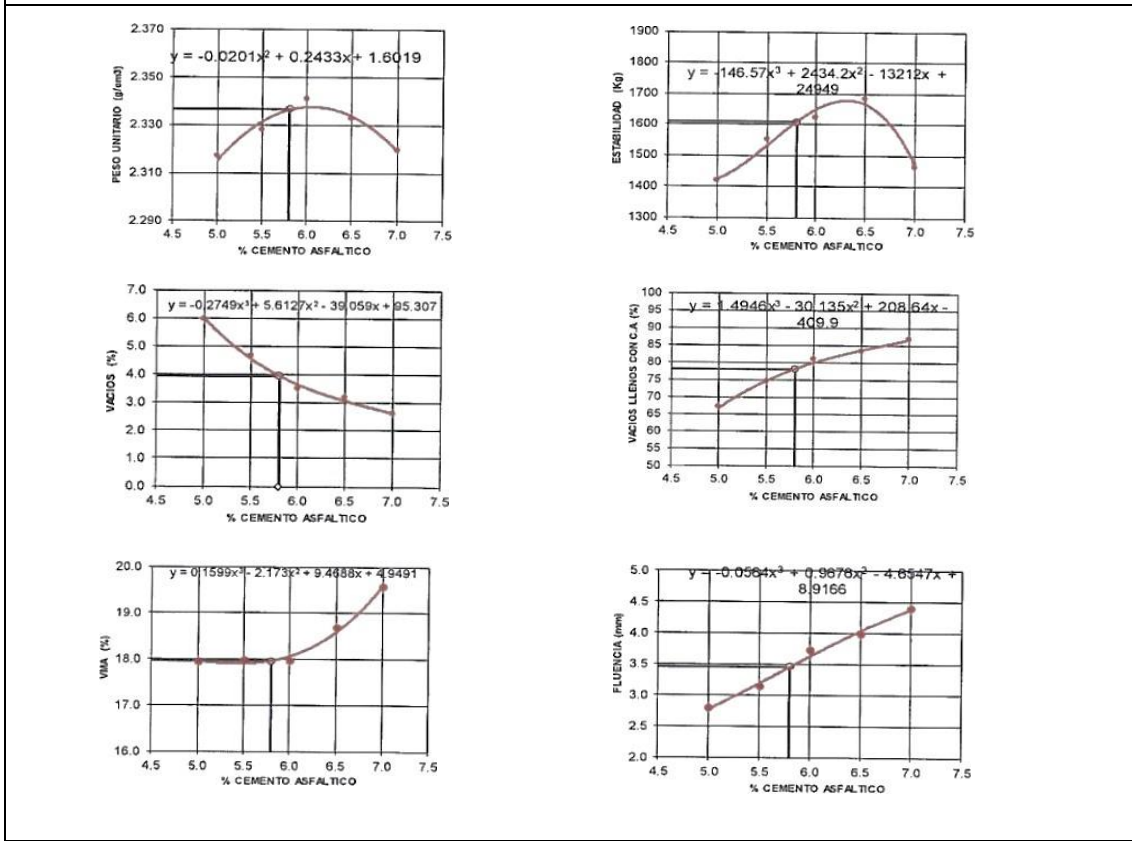 2.370
2.350
2.330
2.310
2.290
PESO UNITARIO (g/cm3)
y = -0.0201x² + 0.2433x + 1.6019
4.5 5.0 5.5 6.0 6.5 7.0 7.5
% CEMENTO ASFALTICO
1900
1800
1700
1600
1500
1400
1300
ESTABILIDAD (Kg)
y = -146.57x³ + 2434.2x² - 13212x +
24949
4.5 5.0 5.5 6.0 6.5 7.0 7.5
% CEMENTO ASFALTICO
7.0
6.0
5.0
4.0
3.0
2.0
1.0
0.0
VACIOS (%)
y = -0.2749x³ + 5.6127x² - 39.059x + 95.307
4.5 5.0 5.5 6.0 6.5 7.0 7.5
% CEMENTO ASFALTICO
100
95
90
85
80
75
70
65
60
55
50
VACIOS LLENOS CON C.A (%)
y = 1.4946x³ - 30.135x² + 208.64x -
409.9
4.5 5.0 5.5 6.0 6.5 7.0 7.5
% CEMENTO ASFALTICO
20.0
19.0
18.0
17.0
16.0
VMA (%)
y = 0.1599x³ - 2.173x² + 9.4688x + 4.9491
4.5 5.0 5.5 6.0 6.5 7.0 7.5
% CEMENTO ASFALTICO
5.0
4.5
4.0
3.5
3.0
2.5
2.0
FLUENCIA (mm)
y = -0.0564x³ + 0.9678x² - 4.6547x +
8.9166
4.5 5.0 5.5 6.0 6.5 7.0 7.5
% CEMENTO ASFALTICO